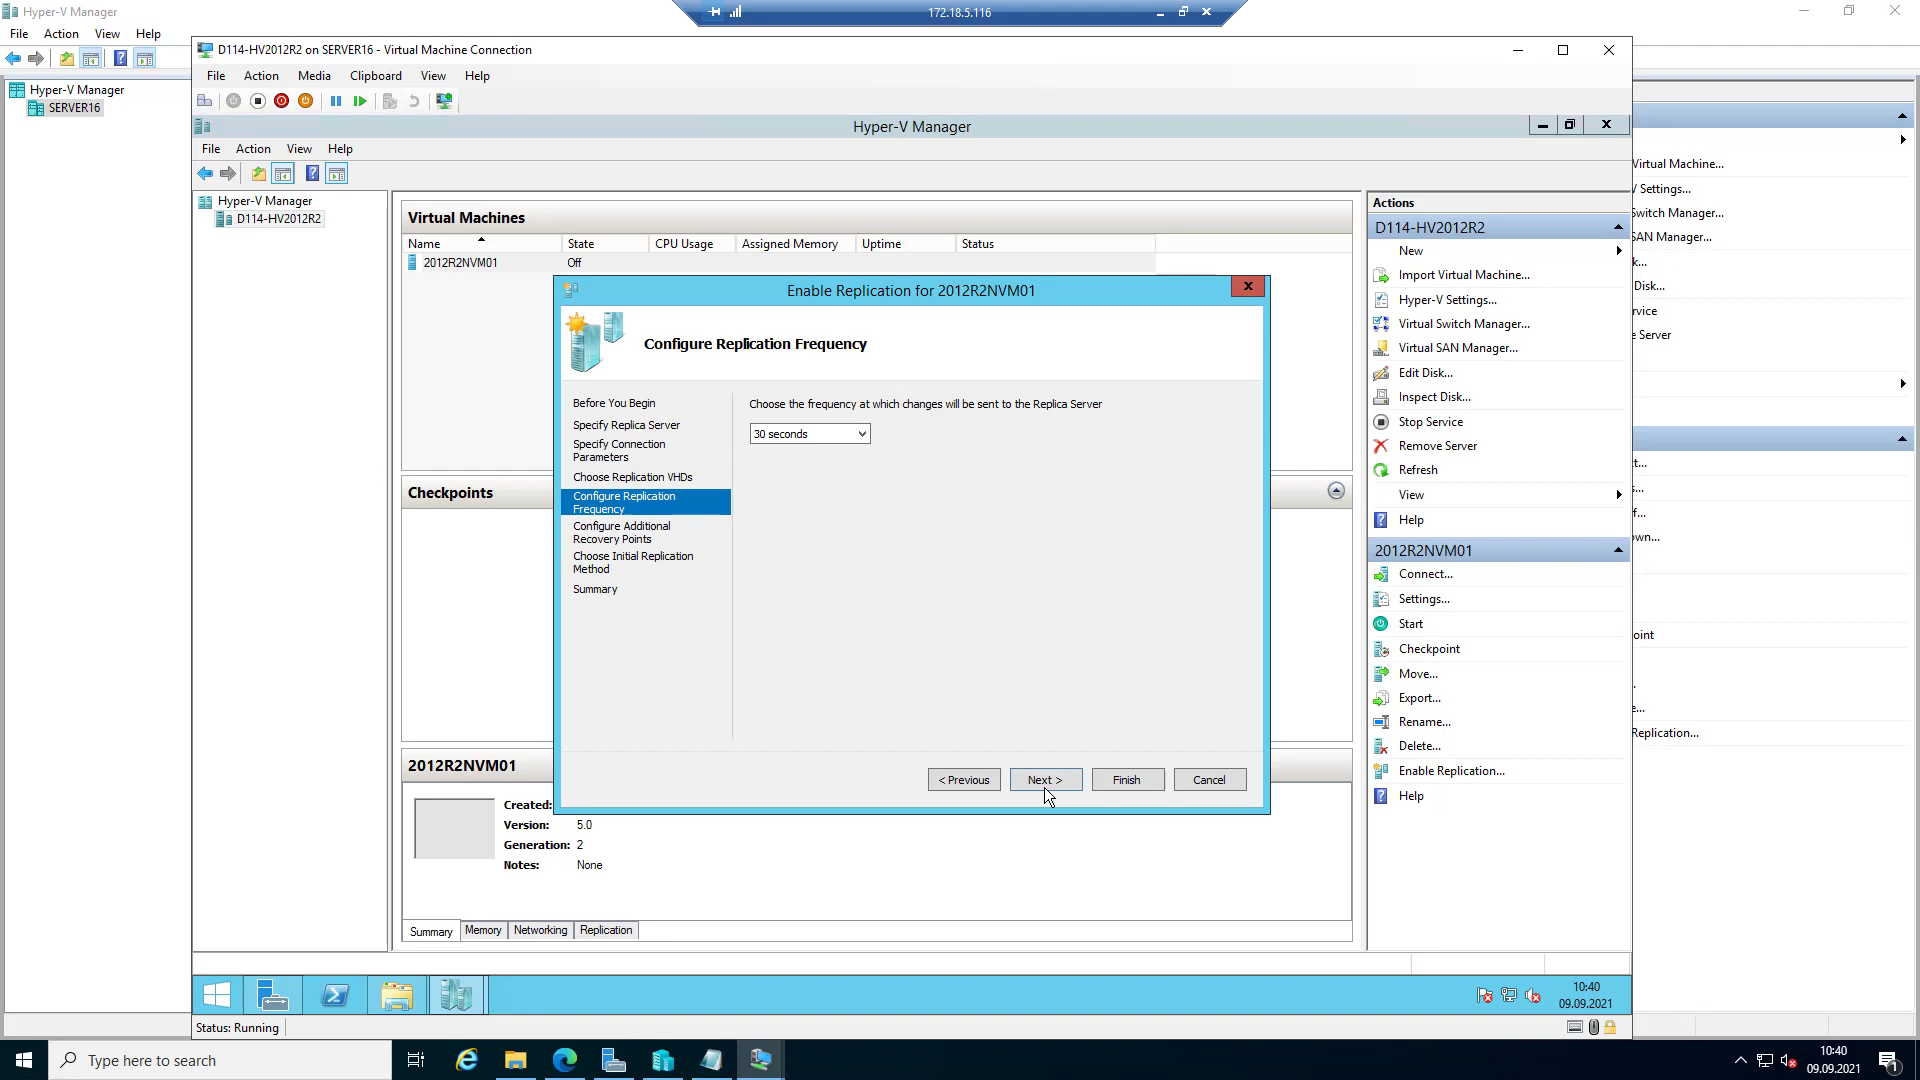 Hyper-V Manager
172.18.5.116
File Action View Help
Hyper-V Manager
SERVER16
D114-HV2012R2 on SERVER16 - Virtual Machine Connection
File Action Media Clipboard View Help
Hyper-V Manager
File Action View Help
Hyper-V Manager
D114-HV2012R2
Virtual Machines
Name State CPU Usage Assigned Memory Uptime Status
2012R2NVM01 Off
Enable Replication for 2012R2NVM01
Configure Replication Frequency
Before You Begin
Specify Replica Server
Specify Connection
Parameters
Choose Replication VHDs
Configure Replication
Frequency
Configure Additional
Recovery Points
Choose Initial Replication
Method
Summary
Choose the frequency at which changes will be sent to the Replica Server
30 seconds
< Previous
Next >
Finish
Cancel
Checkpoints
2012R2NVM01
Created:
Version: 5.0
Generation: 2
Notes: None
Summary Memory Networking Replication
Actions
D114-HV2012R2
New
Import Virtual Machine...
Hyper-V Settings...
Virtual Switch Manager...
Virtual SAN Manager...
Edit Disk...
Inspect Disk...
Stop Service
Remove Server
Refresh
View
Help
2012R2NVM01
Connect...
Settings...
Start
Checkpoint
Move...
Export...
Rename...
Delete...
Enable Replication...
Help
Virtual Machine...
V Settings...
Switch Manager...
SAN Manager...
k...
Disk...
rvice
e Server
t...
s...
f...
own...
oint
.
e...
Replication...
10:40
09.09.2021
Status: Running
Type here to search
10:40
09.09.2021
1